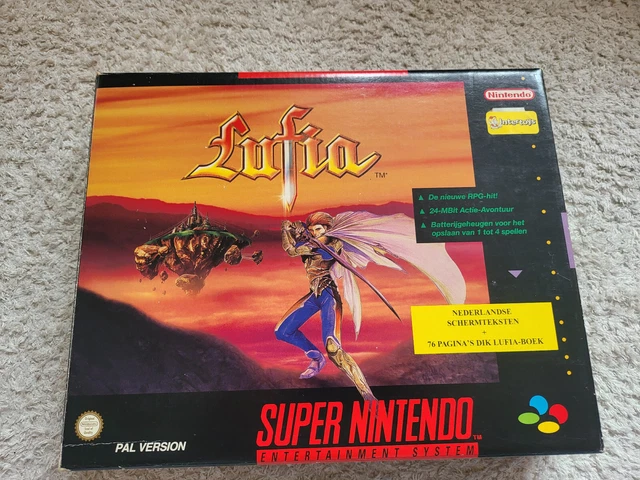 Nintendo
Lufia
TM
De nieuwe RPG-hit!
24-MBit Actie-Avontuur
Batterijgeheugen voor het
opslaan van 1 tot 4 spellen
NEDERLANDSE
SCHERMTEKSTEN
+
76 PAGINA'S DIK LUFIA-BOEK
SUPER NINTENDO
TM
ENTERTAINMENT SYSTEM
PAL VERSION